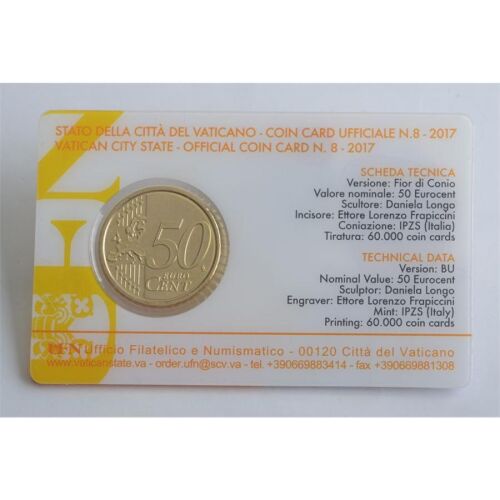 STATO DELLA CITTÀ DEL VATICANO - COIN CARD UFFICIALE N.8 - 2017
VATICAN CITY STATE - OFFICIAL COIN CARD N. 8 - 2017
SCHEDA TECNICA
Versione: Fior di Conio
Valore nominale: 50 Eurocent
Scultore: Daniela Longo
Incisore: Ettore Lorenzo Frapiccini
Coniazione: IPZS (Italia)
Tiratura: 60.000 coin cards
TECHNICAL DATA
Version: BU
Nominal Value: 50 Eurocent
Sculptor: Daniela Longo
Engraver: Ettore Lorenzo Frapiccini
Mint: IPZS (Italy)
Printing: 60.000 coin cards
50
EURO
CENT
UFN Ufficio Filatelico e Numismatico - 00120 Città del Vaticano
www.vaticanstate.va - order.ufn@scv.va - tel. +390669883414 - fax +390669881308